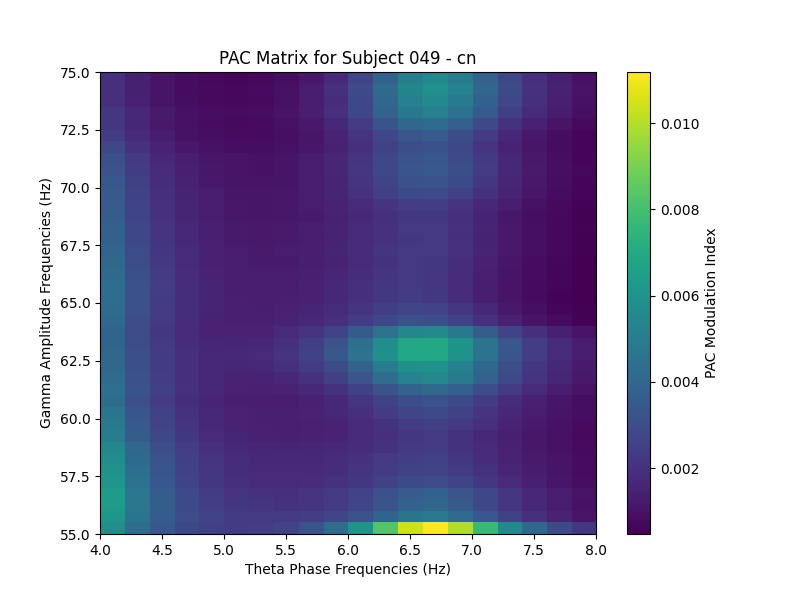 PAC Matrix for Subject 049 - cn
75.0
72.5
70.0
67.5
65.0
62.5
60.0
57.5
55.0
Gamma Amplitude Frequencies (Hz)
4.0 4.5 5.0 5.5 6.0 6.5 7.0 7.5 8.0
Theta Phase Frequencies (Hz)
0.010
0.008
0.006
0.004
0.002
PAC Modulation Index